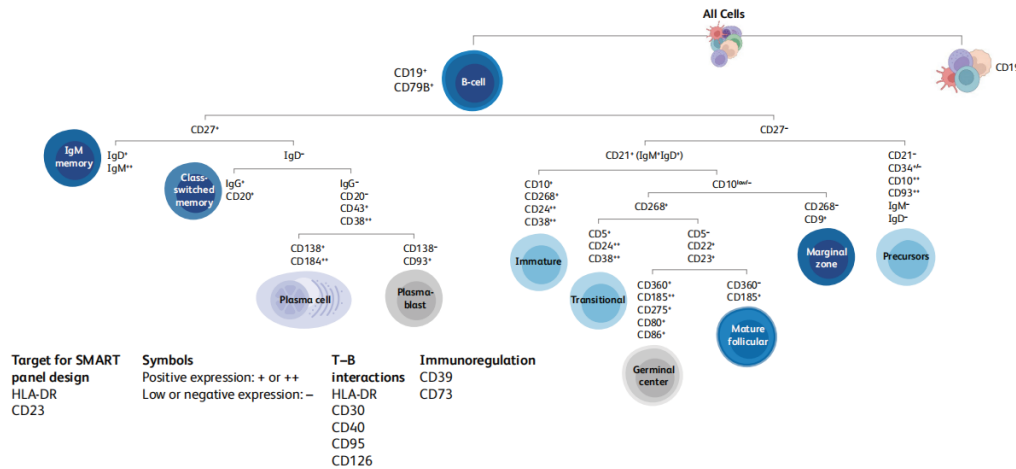 All Cells
B-cell
CD19⁺
CD79B⁺
CD19
CD27⁺
CD27⁻
IgM
memory
IgD⁺
IgM⁺⁺
IgD⁻
Class-
switched
memory
IgG⁺
CD20⁺
IgG⁻
CD20⁻
CD43⁺
CD38⁺⁺
CD138⁺
CD184⁺⁺
Plasma cell
CD138⁻
CD93⁺
Plasma-
blast
CD21⁺ (IgM⁺IgD⁺)
CD10⁺
CD268⁺
CD24⁺⁺
CD38⁺⁺
Immature
CD10ˡᵒʷ/⁻
CD268⁺
CD5⁺
CD24⁺⁺
CD38⁺⁺
Transitional
CD5⁻
CD22⁺
CD23⁺
CD360⁺
CD185⁺⁺
CD275⁺
CD80⁺
CD86⁺
Germinal
center
CD360⁻
CD185⁺
Mature
follicular
CD268⁻
CD9⁺
Marginal
zone
CD21⁻
CD34⁺/⁻
CD10⁺⁺
CD93⁺⁺
IgM⁻
IgD⁻
Precursors
Target for SMART
panel design
HLA-DR
CD23
Symbols
Positive expression: + or ++
Low or negative expression: –
T–B
interactions
HLA-DR
CD30
CD40
CD95
CD126
Immunoregulation
CD39
CD73